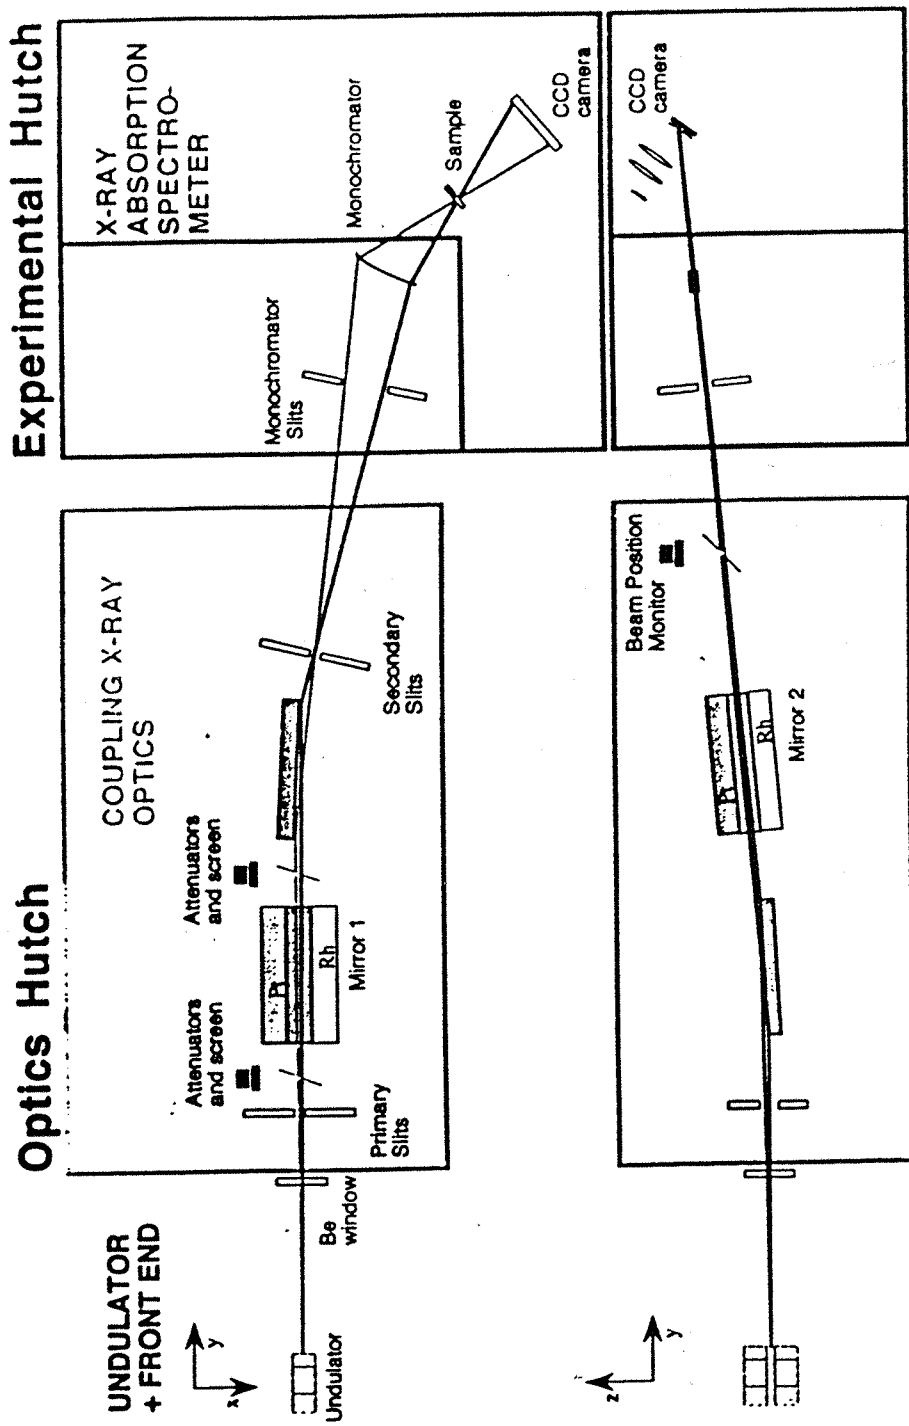 Optics Hutch
Experimental Hutch
UNDULATOR
+ FRONT END
COUPLING X-RAY
OPTICS
X-RAY
ABSORPTION
SPECTRO-
METER
x
y
Undulator
Be
window
Primary
Slits
Attenuators
and screen
Pt
Rh
Mirror 1
Attenuators
and screen
Secondary
Slits
Monochromator
Slits
Monochromator
Sample
CCD
camera
z
y
Pt
Rh
Mirror 2
Beam Position
Monitor
CCD
camera